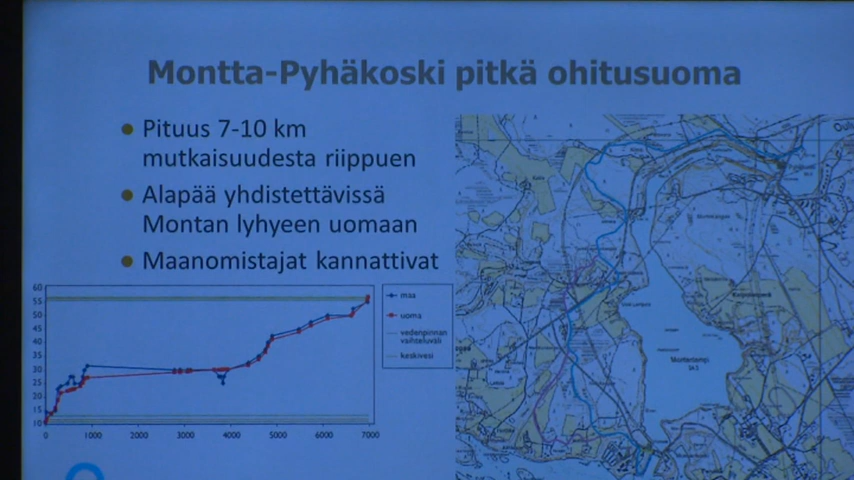 Montta-Pyhäkoski pitkä ohitusuoma
Pituus 7-10 km
mutkaisuudesta riippuen
Alapää yhdistettävissä
Montan lyhyeen uomaan
Maanomistajat kannattivat
60
55
50
45
40
35
30
25
20
15
10
0
1000
2000
3000
4000
5000
6000
7000
maa
uoma
vedenpinnan
vaihteluväli
keskivesi